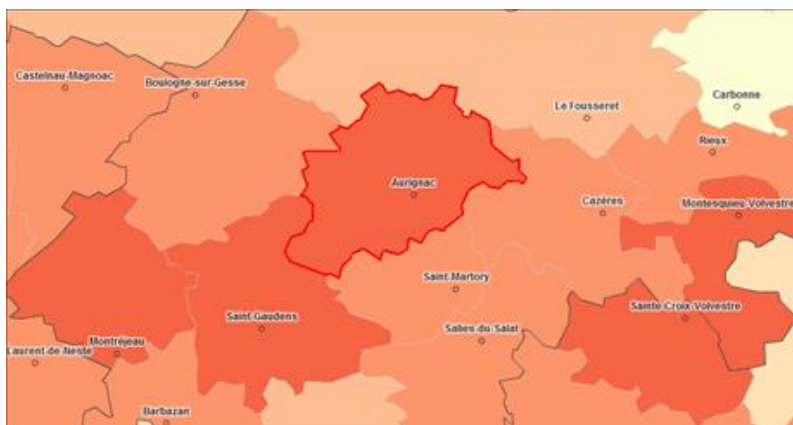 Castelnau-Magnoac
Boulogne-sur-Gesse
Carbonne
Le Fousseret
Rieux
Aurignac
Cazères
Montesquieu-Volvestre
Saint-Martory
Sainte-Croix-Volvestre
Saint-Gaudens
Salies-du-Salat
Montréjeau
Laurent-de-Neste
Barbazan